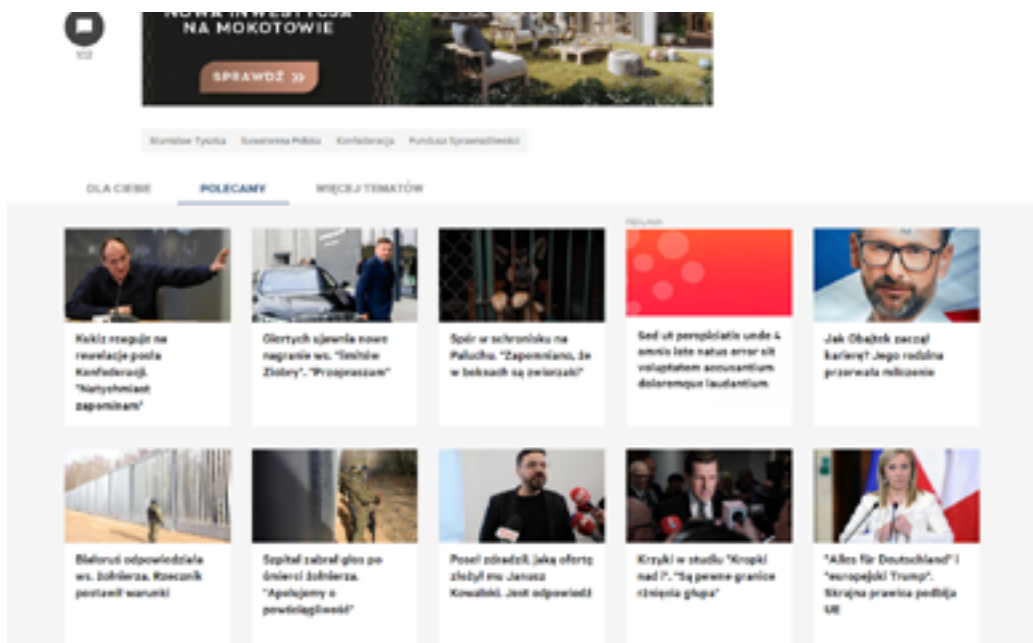 NOWA INWESTYCJA
NA MOKOTOWIE
SPRAWDŹ »
102
Stanisław Tyszka Suwerenna Polska Konfederacja Fundusz Sprawiedliwości
DLA CIEBIE POLECAMY WIĘCEJ TEMATÓW
REKLAMA
Kukiz reaguje na
rewelacje posła
Konfederacji.
"Natychmiast
zapominam"
Giertych ujawnia nowe
nagranie ws. "limitów
Ziobry". "Przepraszam"
Spór w schronisku na
Paluchu. "Zapomniano, że
w boksach są zwierzaki"
Sed ut perspiciatis unde 4
omnis iste natus error sit
voluptatem accusantium
doloremque laudantium
Jak Obajtek zaczął
karierę? Jego rodzina
przerwała milczenie
Białoruś odpowiedziała
ws. żołnierza. Rzecznik
postawił warunki
Szpital zabrał głos po
śmierci żołnierza.
"Apelujemy o
powściągliwość"
Poseł zdradził, jaką ofertę
złożył mu Janusz
Kowalski. Jest odpowiedź
Krzyki w studiu "Kropki
nad i". "Są pewne granice
rżnięcia głupa"
"Alles für Deutschland" i
"europejski Trump".
Skrajna prawica podbija
UE